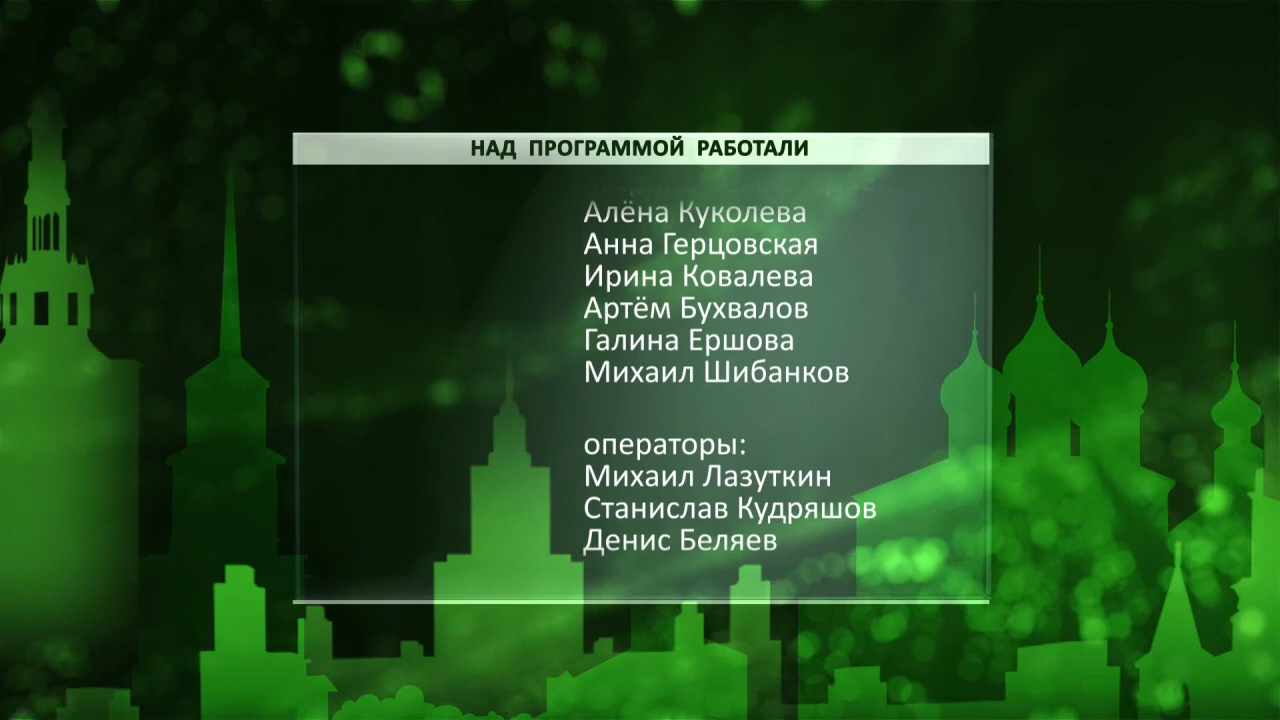 НАД ПРОГРАММОЙ РАБОТАЛИ
Алёна Куколева
Анна Герцовская
Ирина Ковалева
Артём Бухвалов
Галина Ершова
Михаил Шибанков
операторы:
Михаил Лазуткин
Станислав Кудряшов
Денис Беляев